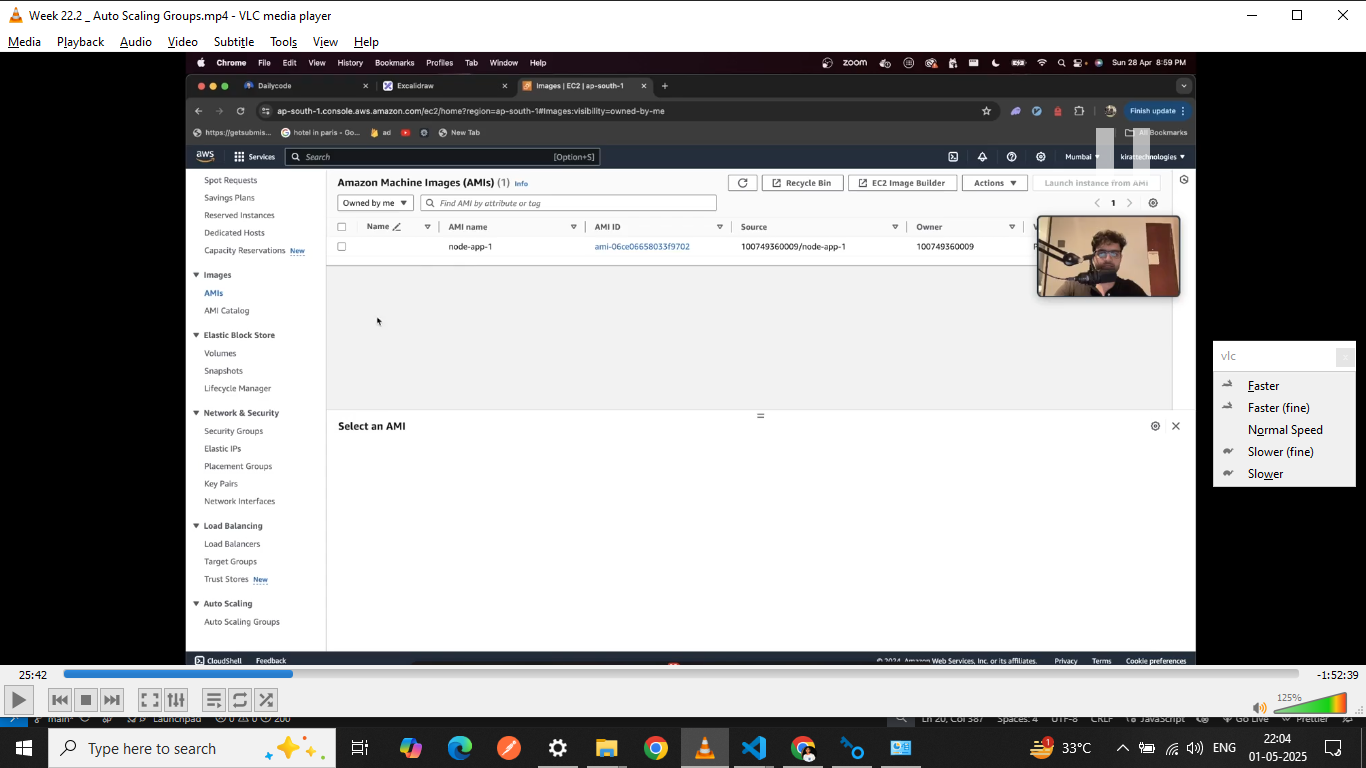 Week 22.2 _ Auto Scaling Groups.mp4 - VLC media player
Media Playback Audio Video Subtitle Tools View Help
Chrome File Edit View History Bookmarks Profiles Tab Window Help zoom Sun 28 Apr 8:59 PM
Dailycode Excalidraw Images | EC2 | ap-south-1
ap-south-1.console.aws.amazon.com/ec2/home?region=ap-south-1#Images:visibility=owned-by-me Finish update
https://getsubmis... hotel in paris - Go... ad New Tab All Bookmarks
aws Services Search [Option+S] Mumbai kirattechnologies
Spot Requests
Savings Plans
Reserved Instances
Dedicated Hosts
Capacity Reservations New
Images
AMIs
AMI Catalog
Elastic Block Store
Volumes
Snapshots
Lifecycle Manager
Network & Security
Security Groups
Elastic IPs
Placement Groups
Key Pairs
Network Interfaces
Load Balancing
Load Balancers
Target Groups
Trust Stores New
Auto Scaling
Auto Scaling Groups
Amazon Machine Images (AMIs) (1) Info
Recycle Bin EC2 Image Builder Actions Launch instance from AMI
Owned by me Find AMI by attribute or tag 1
Name AMI name AMI ID Source Owner
node-app-1 ami-06ce06658033f9702 100749360009/node-app-1 100749360009
Select an AMI
CloudShell Feedback © 2024, Amazon Web Services, Inc. or its affiliates. Privacy Terms Cookie preferences
vlc
Faster
Faster (fine)
Normal Speed
Slower (fine)
Slower
25:42 -1:52:39
125%
main* Launchpad 0 0 200 Ln 20, Col 387 Spaces: 4 UTF-8 CRLF JavaScript Go Live Prettier
Type here to search 1 33°C ENG 22:04
01-05-2025